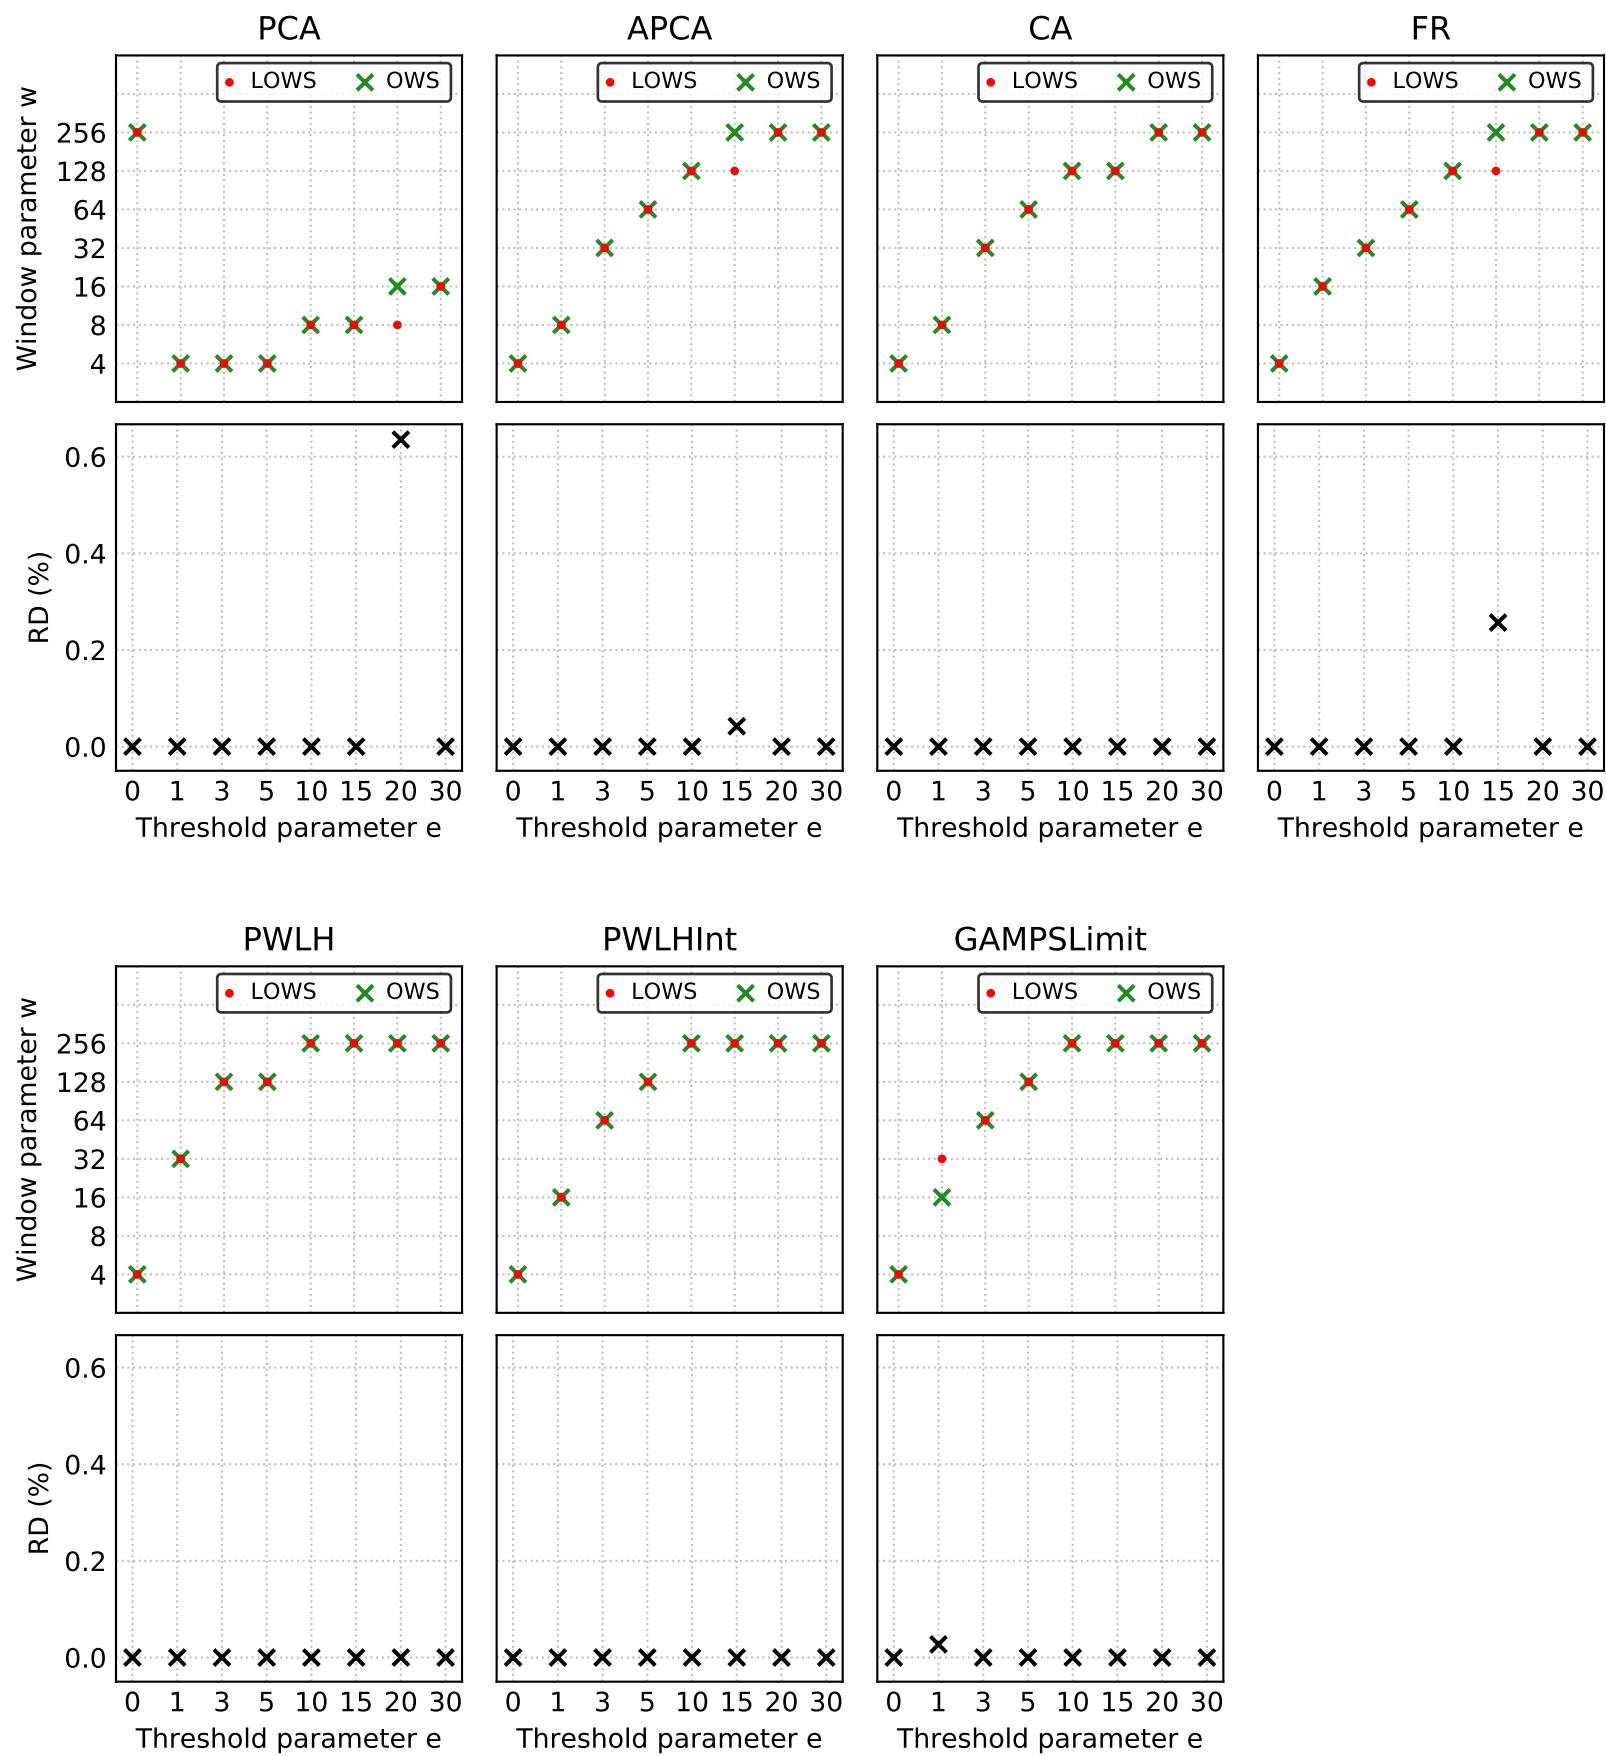 PCA APCA CA FR
LOWS OWS LOWS OWS LOWS OWS LOWS OWS
Window parameter w
256
128
64
32
16
8
4
RD (%)
0.6
0.4
0.2
0.0
0 1 3 5 10 15 20 30 0 1 3 5 10 15 20 30 0 1 3 5 10 15 20 30 0 1 3 5 10 15 20 30
Threshold parameter e Threshold parameter e Threshold parameter e Threshold parameter e
PWLH PWLHInt GAMPSLimit
LOWS OWS LOWS OWS LOWS OWS
Window parameter w
256
128
64
32
16
8
4
RD (%)
0.6
0.4
0.2
0.0
0 1 3 5 10 15 20 30 0 1 3 5 10 15 20 30 0 1 3 5 10 15 20 30
Threshold parameter e Threshold parameter e Threshold parameter e